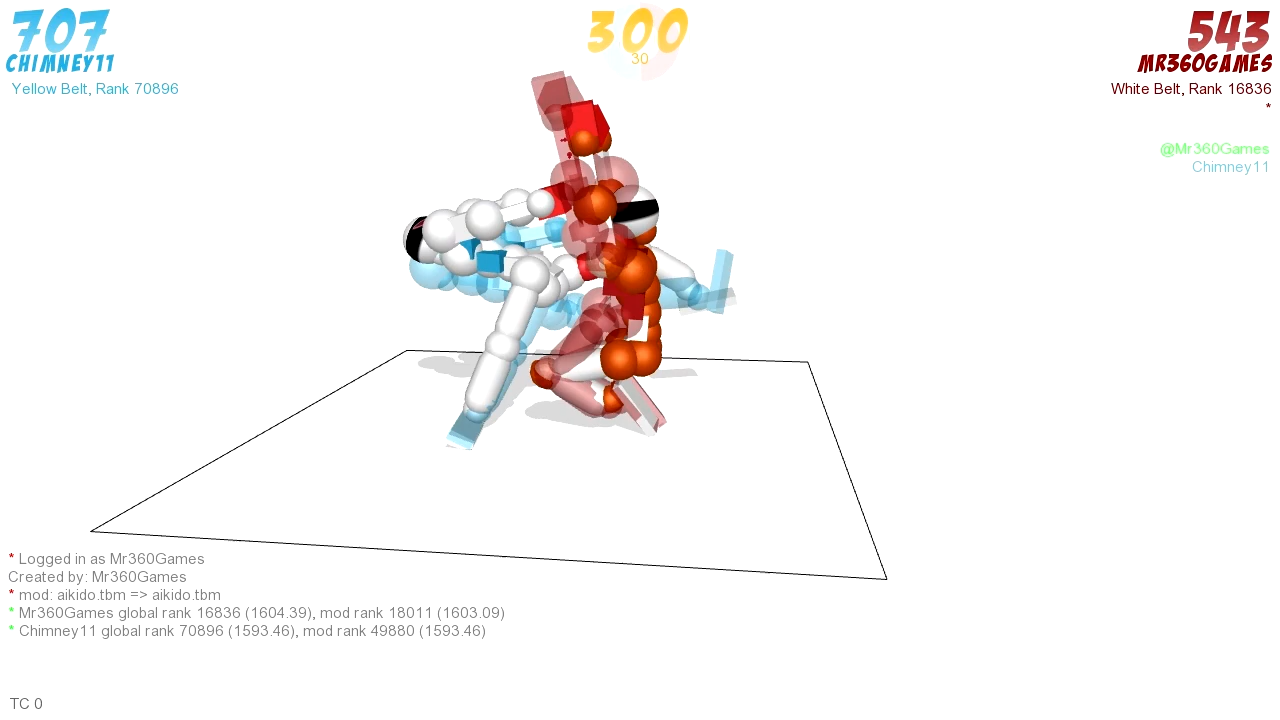 707
CHIMNEY11
Yellow Belt, Rank 70896
300
30
543
MR360GAMES
White Belt, Rank 16836
*
@Mr360Games
Chimney11
* Logged in as Mr360Games
Created by: Mr360Games
* mod: aikido.tbm => aikido.tbm
* Mr360Games global rank 16836 (1604.39), mod rank 18011 (1603.09)
* Chimney11 global rank 70896 (1593.46), mod rank 49880 (1593.46)
TC 0